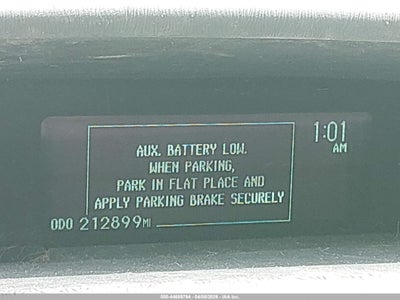 AUX. BATTERY LOW.
WHEN PARKING,
PARK IN FLAT PLACE AND
APPLY PARKING BRAKE SECURELY
1:01
AM
ODO 212899MI